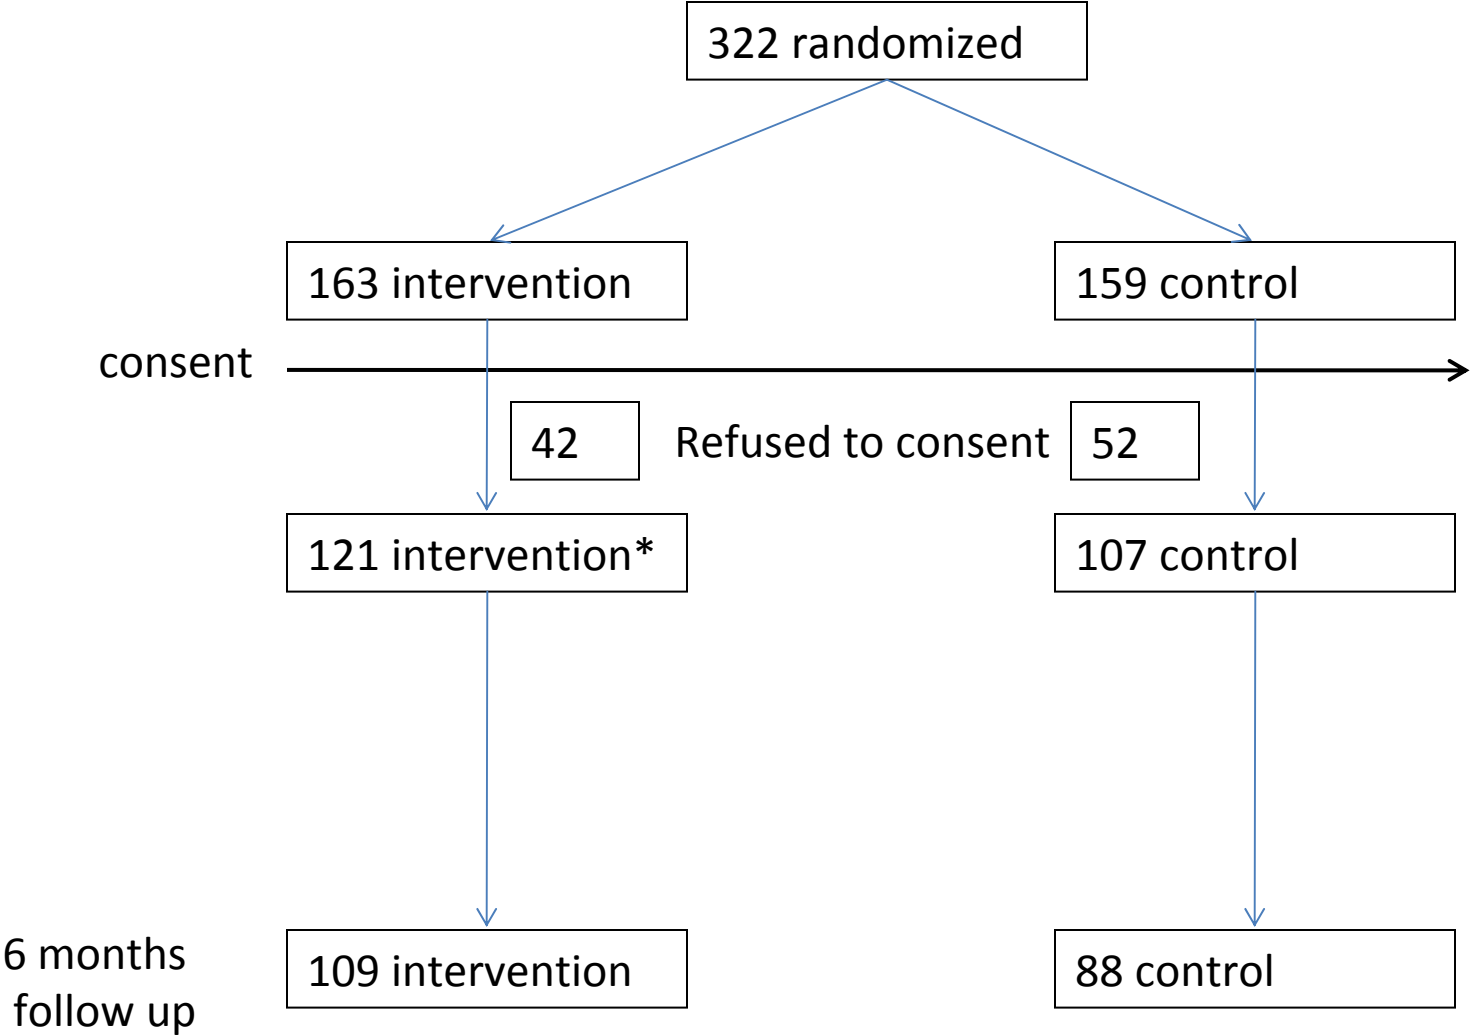 322 randomized
163 intervention
159 control
consent
42
Refused to consent
52
121 intervention*
107 control
6 months
follow up
109 intervention
88 control